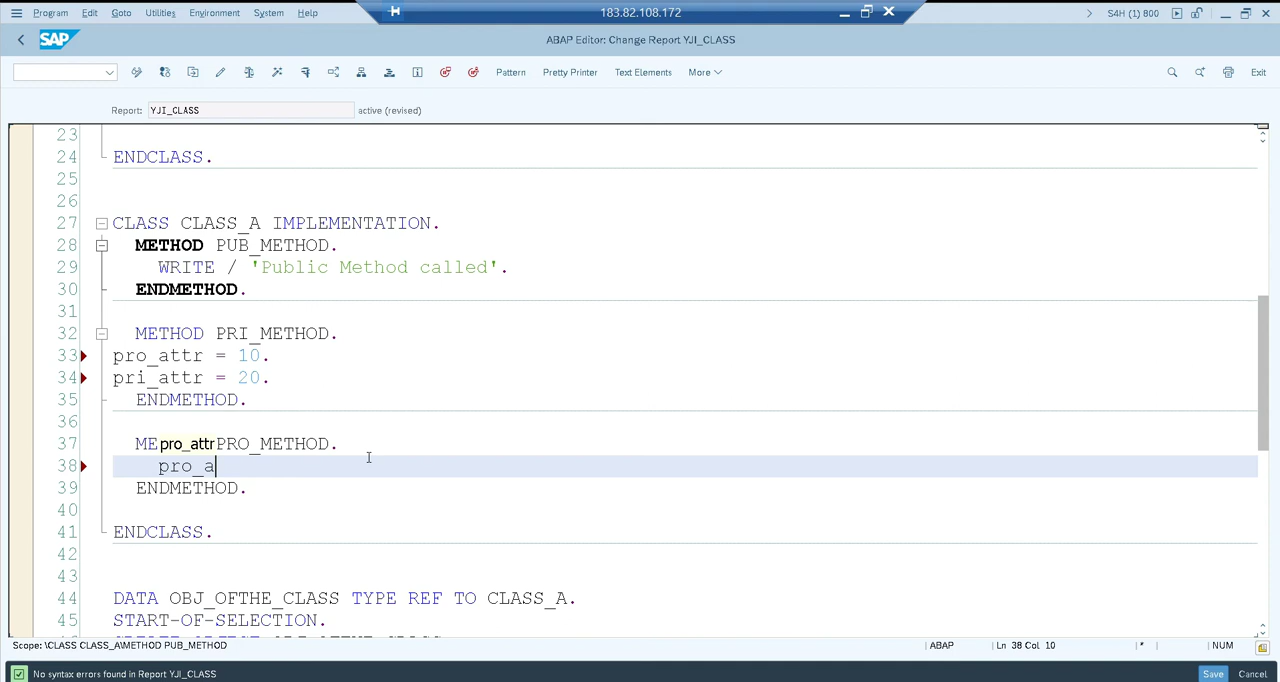 Program Edit Goto Utilities Environment System Help
183.82.108.172
S4H (1) 800
SAP
ABAP Editor: Change Report YJI_CLASS
Pattern Pretty Printer Text Elements More Exit
Report: YJI_CLASS active (revised)
23
24 ENDCLASS.
25
26
27 CLASS CLASS_A IMPLEMENTATION.
28 METHOD PUB_METHOD.
29 WRITE / 'Public Method called'.
30 ENDMETHOD.
31
32 METHOD PRI_METHOD.
33 pro_attr = 10.
34 pri_attr = 20.
35 ENDMETHOD.
36
37 ME pro_attr PRO_METHOD.
38 pro_a
39 ENDMETHOD.
40
41 ENDCLASS.
42
43
44 DATA OBJ_OFTHE_CLASS TYPE REF TO CLASS_A.
45 START-OF-SELECTION.
Scope: \CLASS CLASS_A\METHOD PUB_METHOD ABAP Ln 38 Col 10 * NUM
No syntax errors found in Report YJI_CLASS Save Cancel